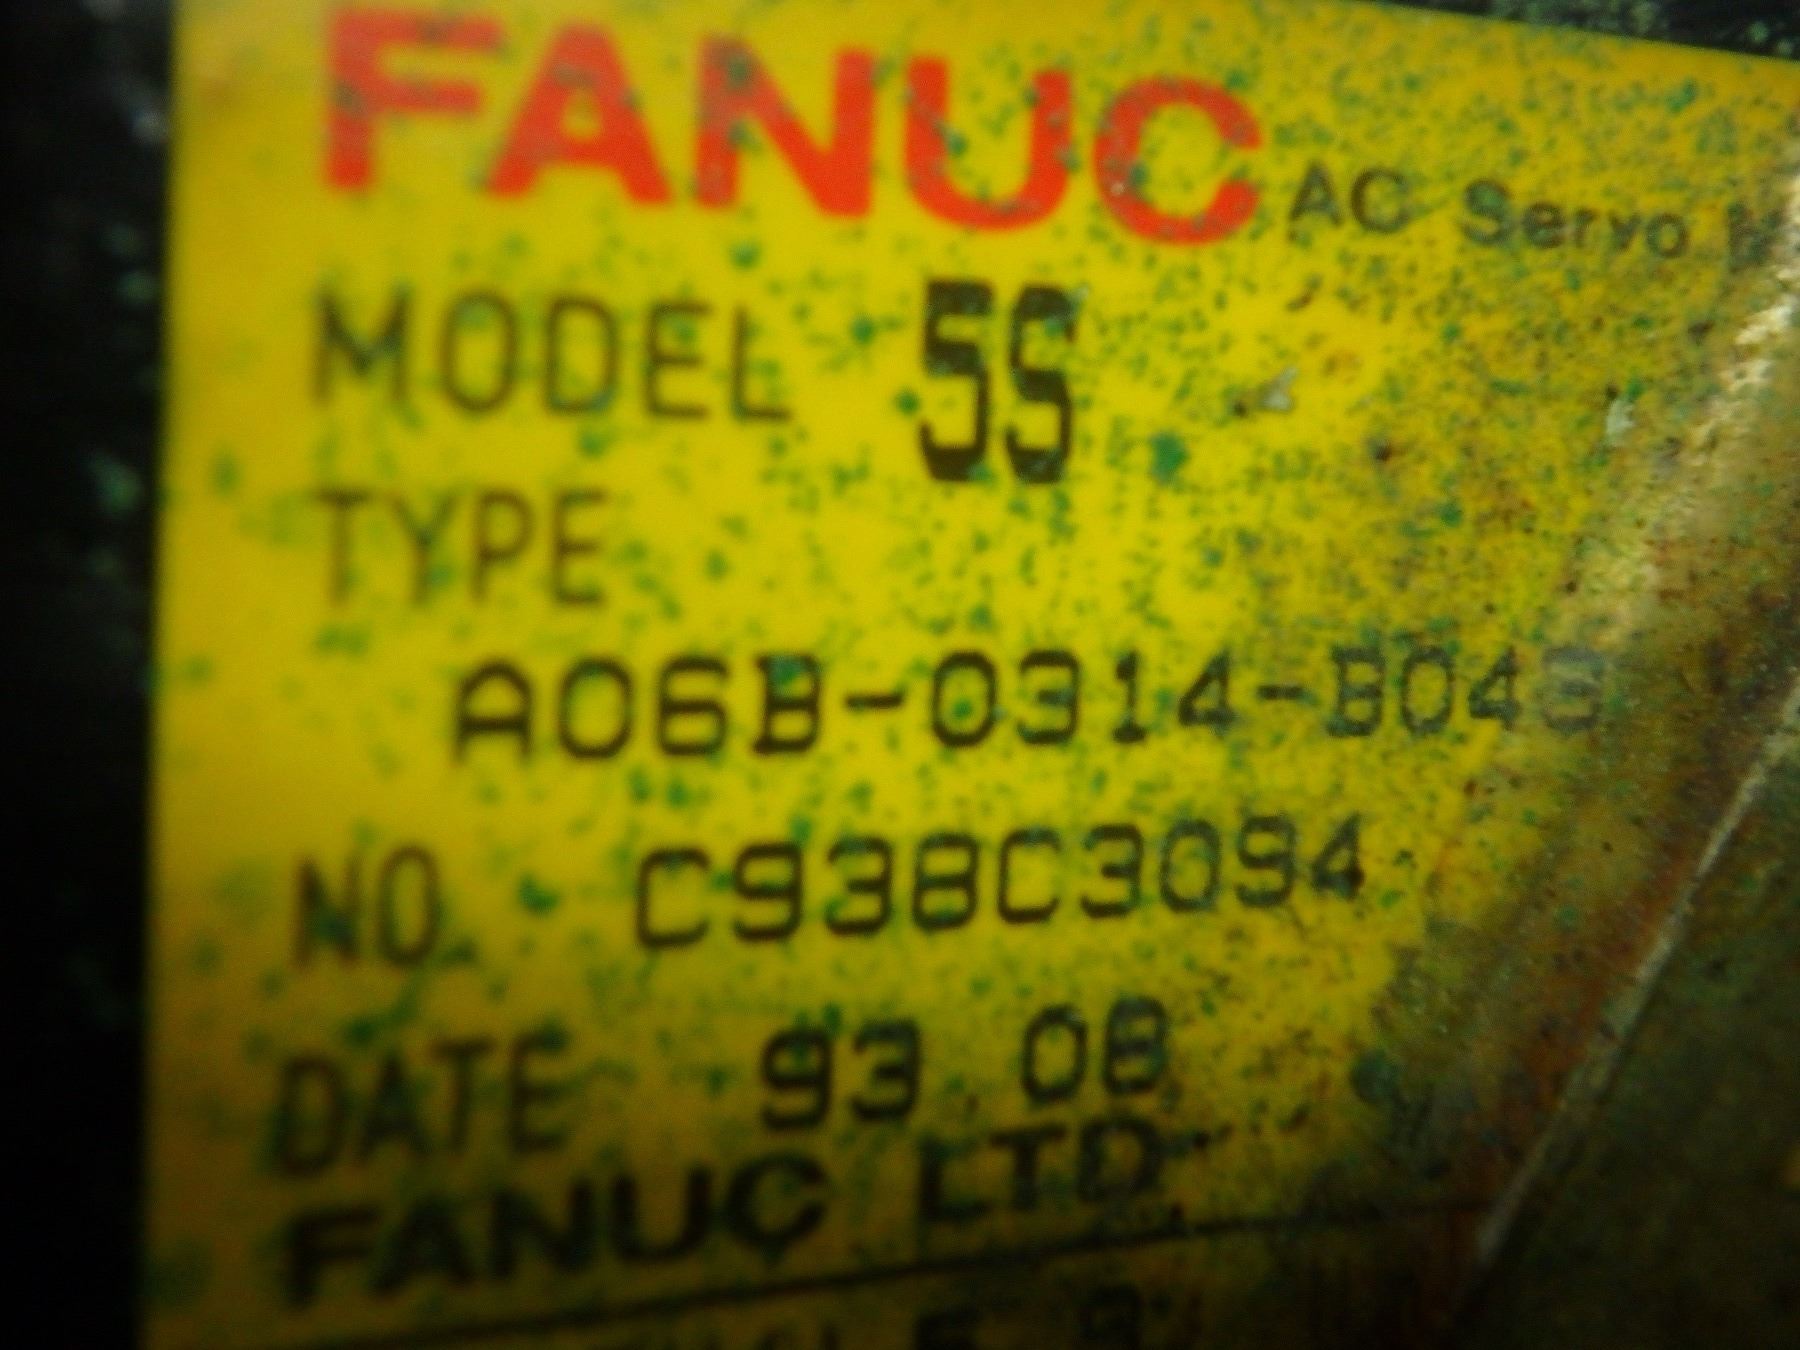 FANUC AC Servo
MODEL 5S
TYPE
A06B-0314-B04
NO. C938C3094
DATE 93.08
FANUC LTD